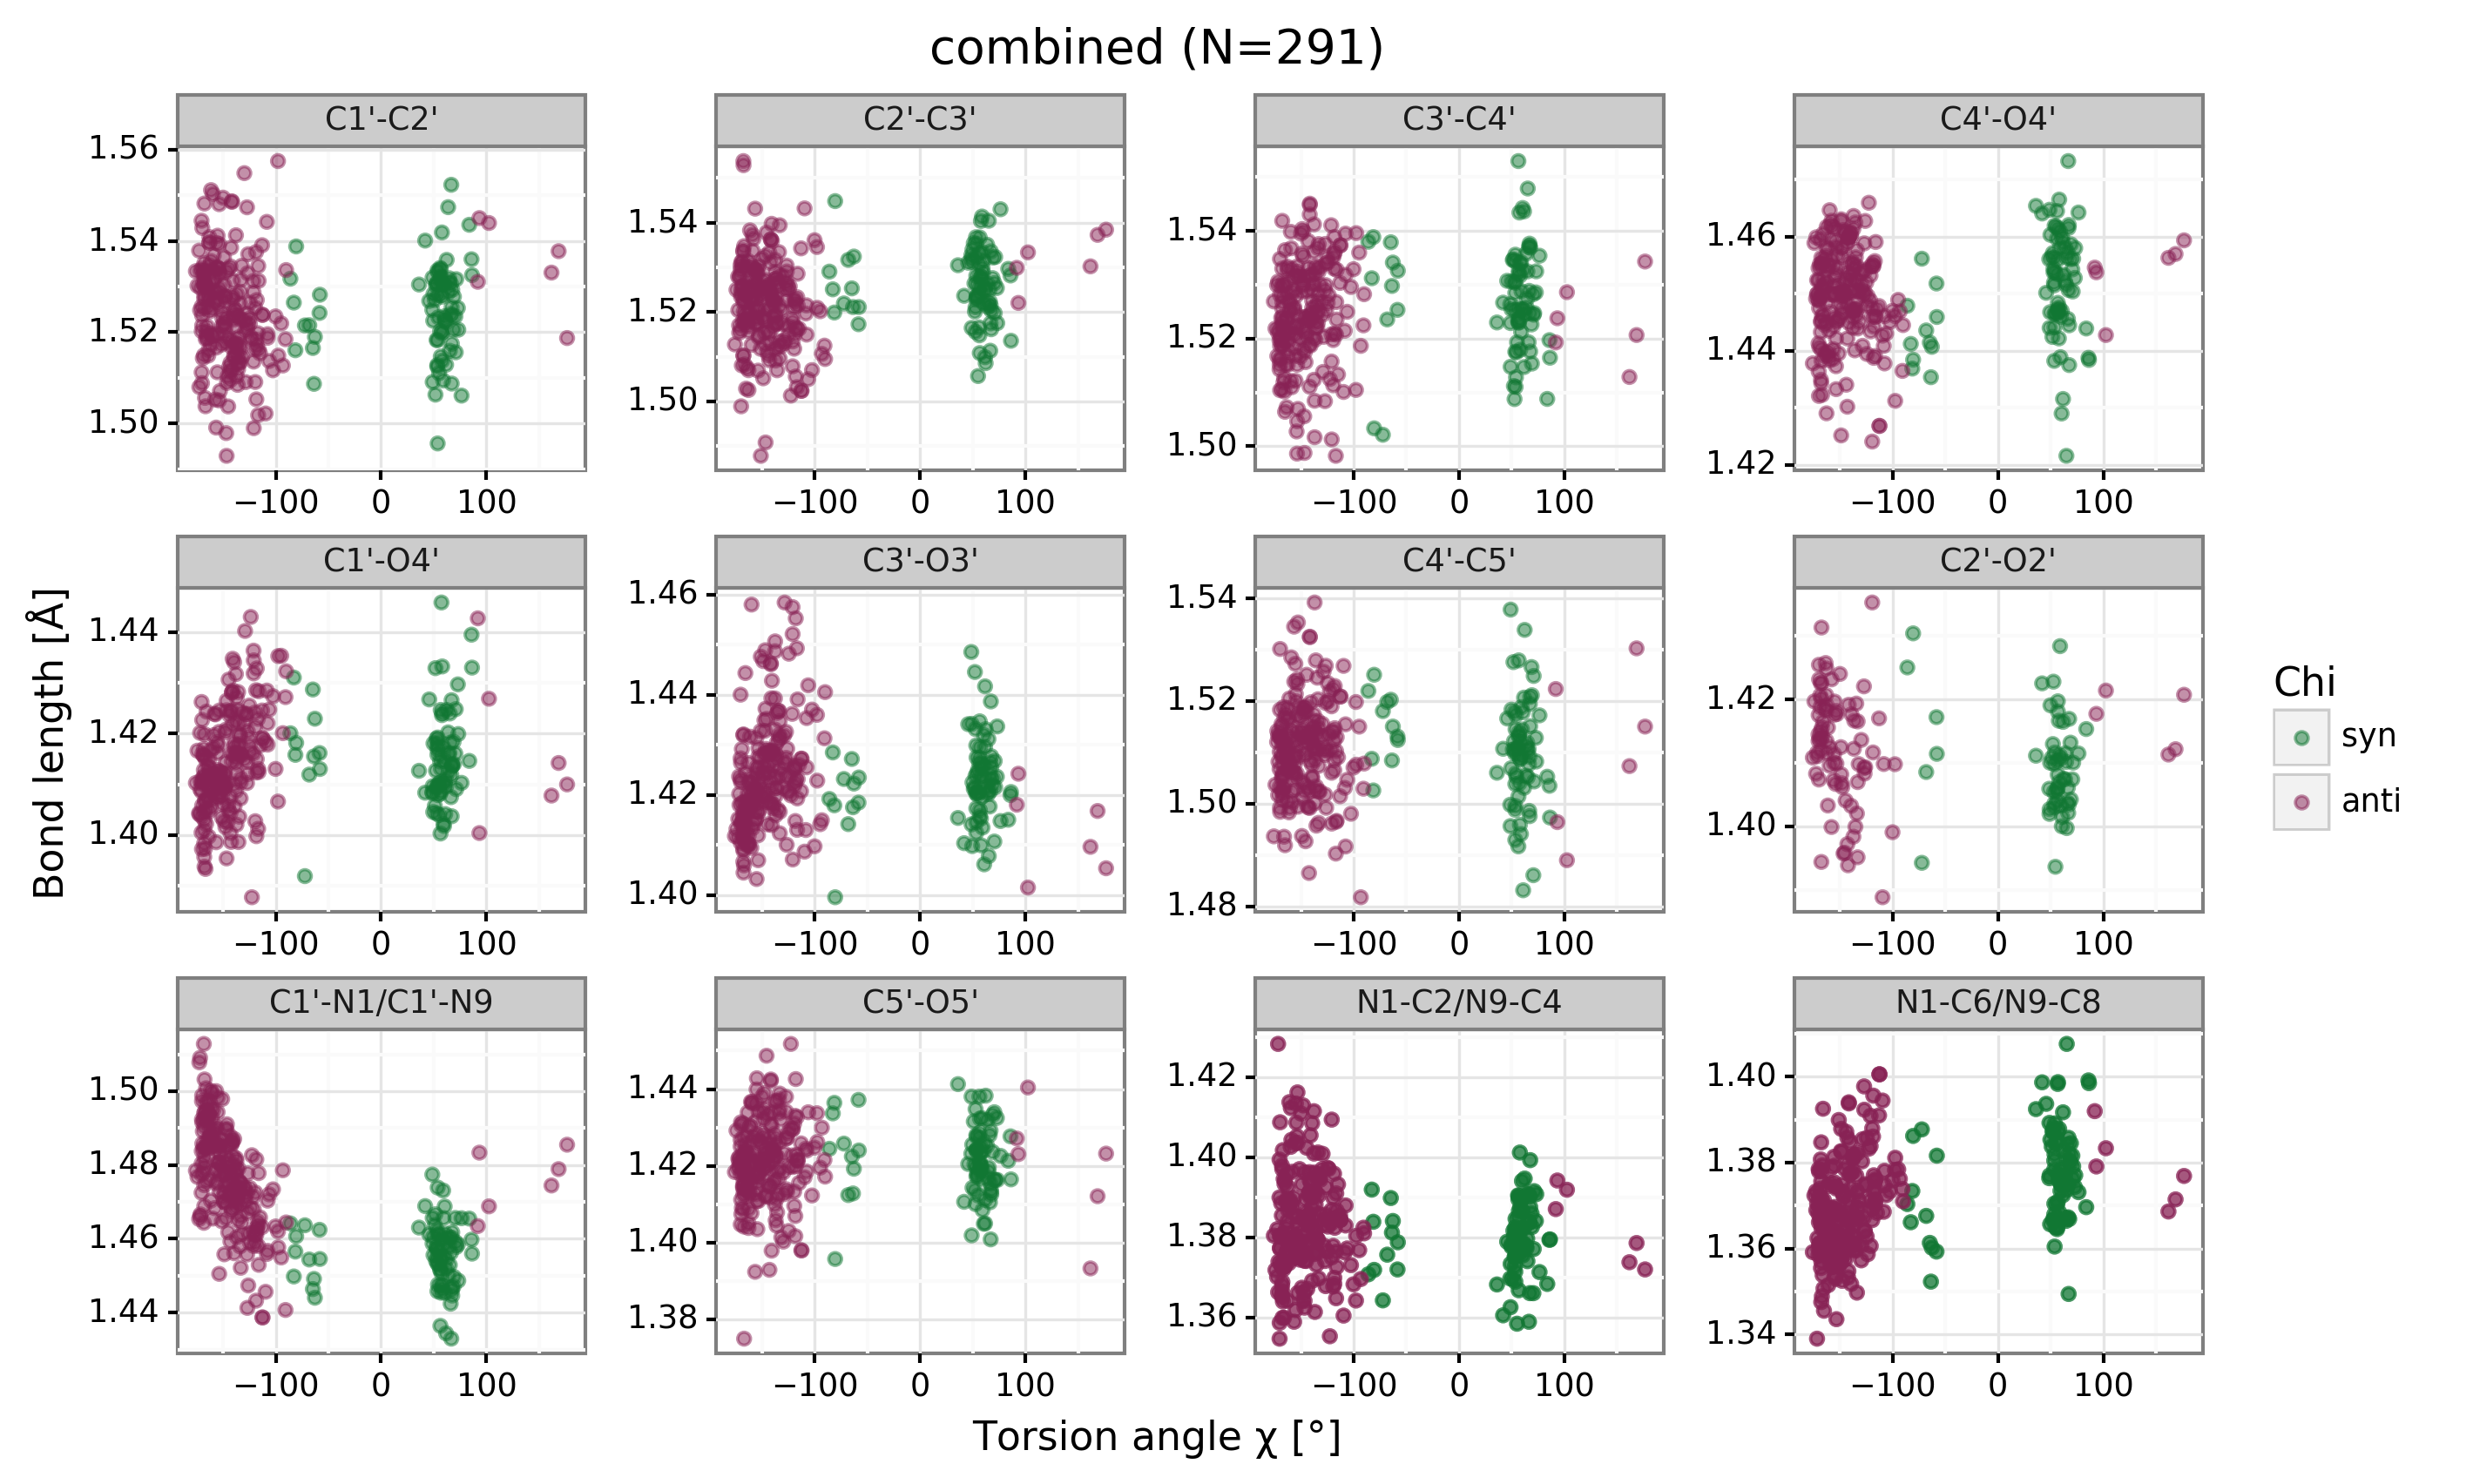 combined (N=291)
C1'-C2'
C2'-C3'
C3'-C4'
C4'-O4'
1.56
1.54
1.52
1.50
1.54
1.52
1.50
1.54
1.52
1.50
1.46
1.44
1.42
−100 0 100
−100 0 100
−100 0 100
−100 0 100
C1'-O4'
C3'-O3'
C4'-C5'
C2'-O2'
1.44
1.42
1.40
1.46
1.44
1.42
1.40
1.54
1.52
1.50
1.48
1.42
1.40
−100 0 100
−100 0 100
−100 0 100
−100 0 100
C1'-N1/C1'-N9
C5'-O5'
N1-C2/N9-C4
N1-C6/N9-C8
1.50
1.48
1.46
1.44
1.44
1.42
1.40
1.38
1.42
1.40
1.38
1.36
1.40
1.38
1.36
1.34
−100 0 100
−100 0 100
−100 0 100
−100 0 100
Bond length [Å]
Torsion angle χ [°]
Chi
syn
anti